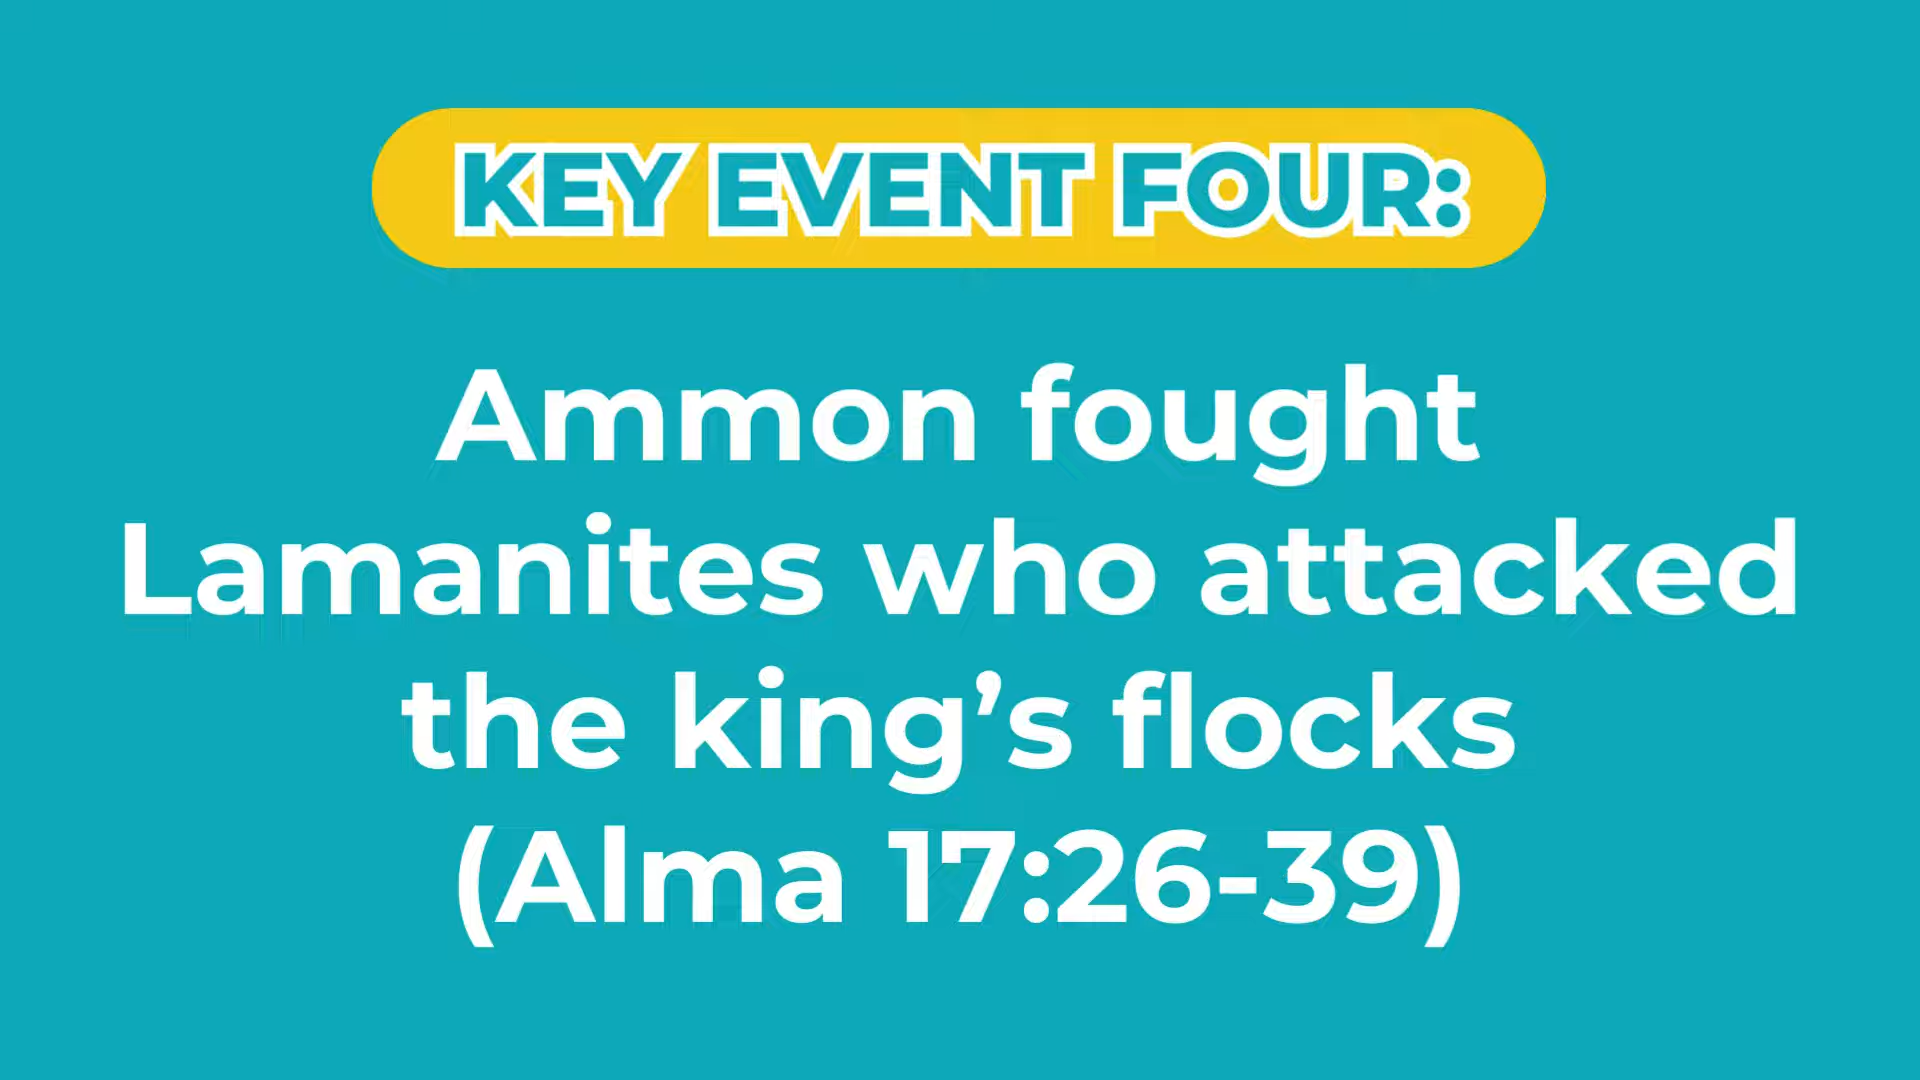 KEY EVENT FOUR:
Ammon fought
Lamanites who attacked
the king’s flocks
(Alma 17:26-39)